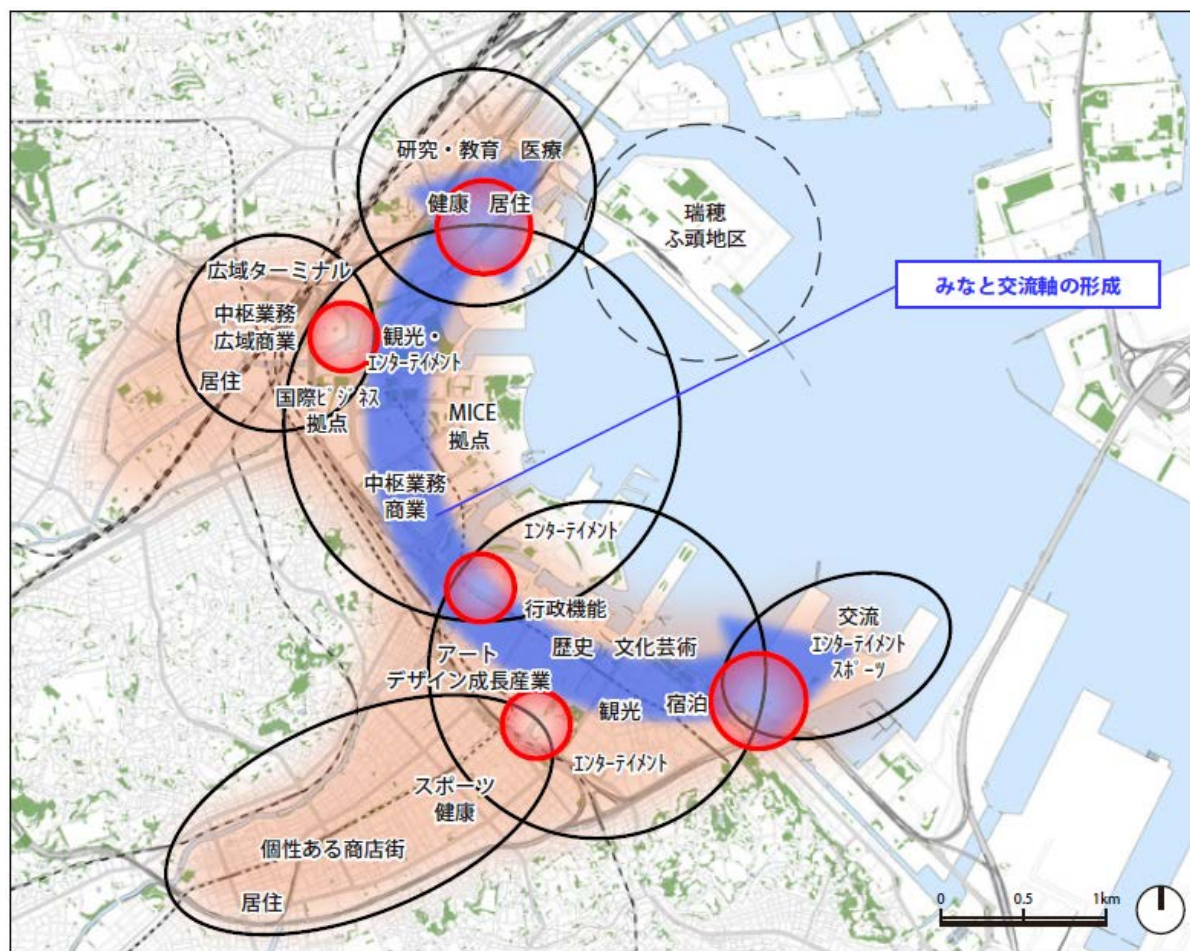 研究・教育　医療
健康　居住
瑞穂
ふ頭地区
広域ターミナル
中枢業務
広域商業
居住
観光・
エンターテイメント
国際ビジネス
拠点
みなと交流軸の形成
MICE
拠点
中枢業務
商業
エンターテイメント
行政機能
歴史　文化芸術
アート
デザイン成長産業
観光
宿泊
交流
エンターテイメント
スポーツ
エンターテイメント
スポーツ
健康
個性ある商店街
居住
0　0.5　1km